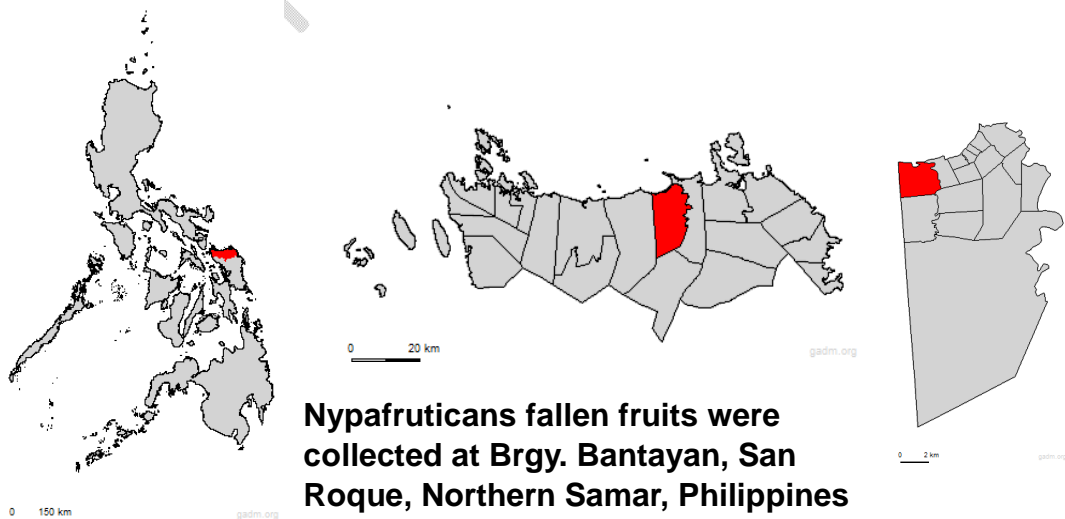 0 20 km
gadm.org
0 2 km
gadm.org
Nypafruticans fallen fruits were
collected at Brgy. Bantayan, San
Roque, Northern Samar, Philippines
0 150 km
gadm.org